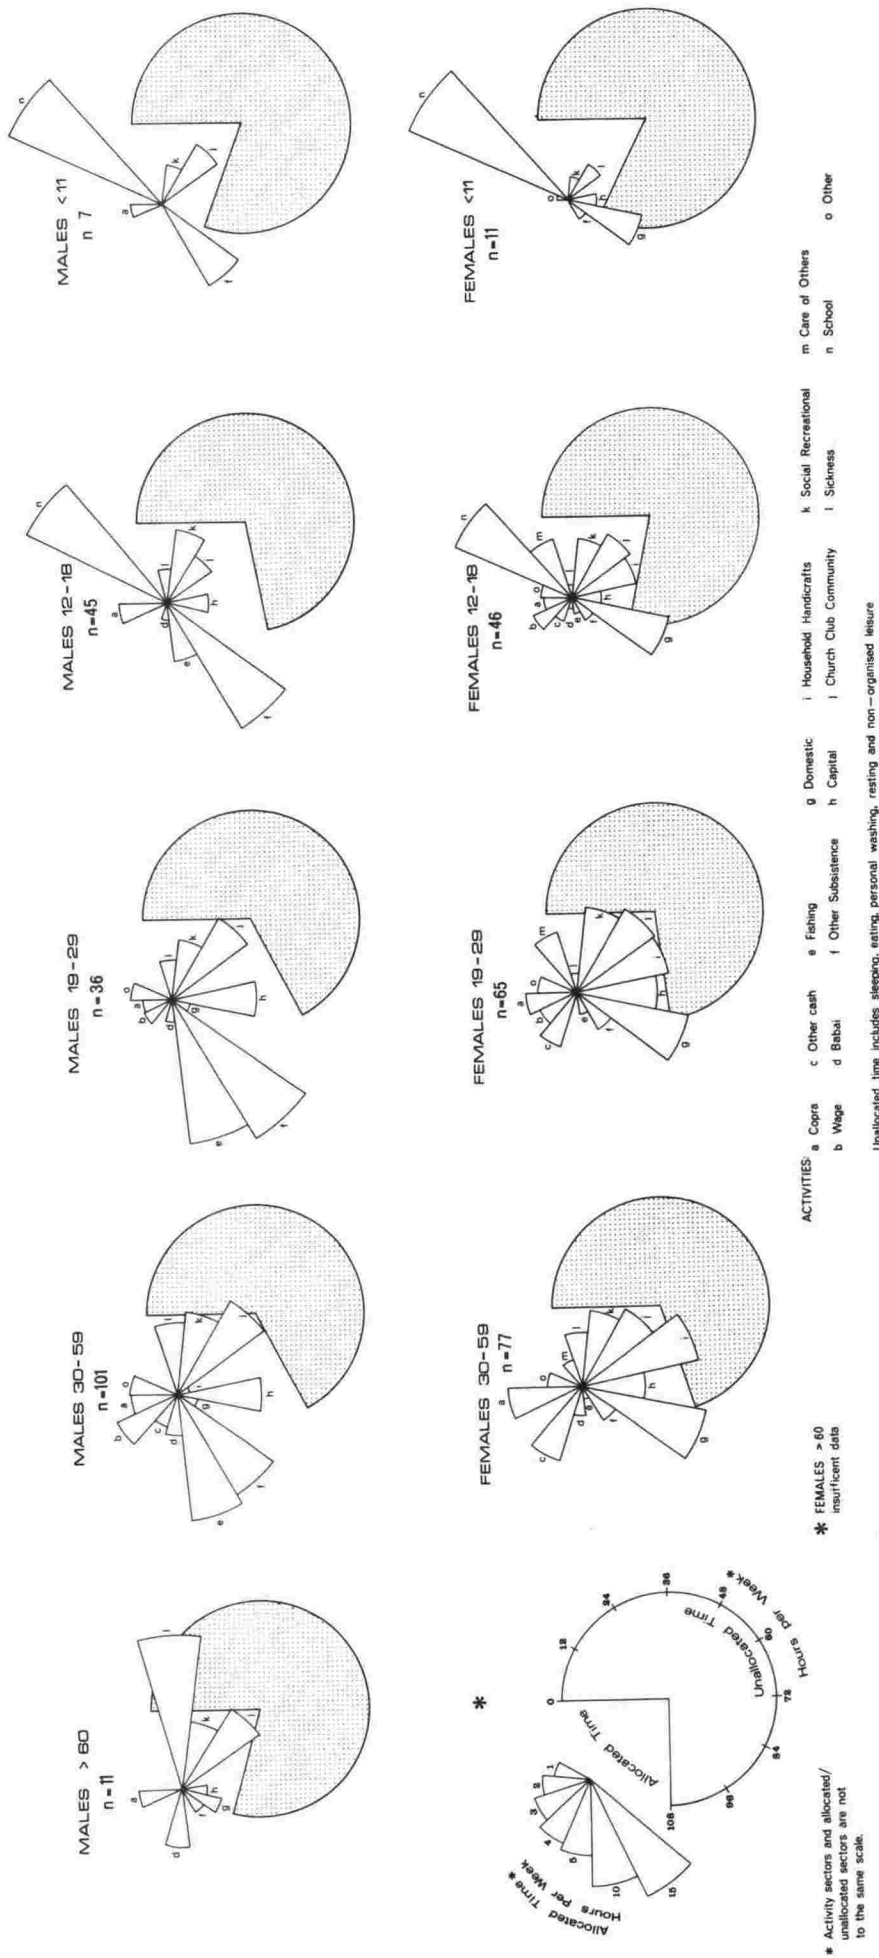 MALES > 60
n=11
a
d
f
g
h
k
l
MALES 30-59
n=101
o
a
b
c
d
e
f
g
h
k
MALES 19-29
n=36
o
a
b
d
e
f
g
h
k
MALES 12-18
n=45
n
a
d
e
f
h
k
MALES <11
n 7
n
a
f
k
*
Allocated Time*
Hours Per Week
1
2
3
4
5
10
15
Allocated Time
Unallocated Time
Hours per Week*
0
12
24
36
48
60
72
84
96
108
FEMALES 30-59
n=77
o
m
a
c
d
e
f
g
h
k
FEMALES 19-29
n=65
m
o
a
b
c
e
f
g
h
k
FEMALES 12-18
n=46
n
m
o
a
b
c
d
e
f
g
h
k
FEMALES <11
n=11
n
o
f
g
h
k
* Activity sectors and allocated/
unallocated sectors are not
to the same scale.
* FEMALES >60
insufficent data
ACTIVITIES:
a Copra
b Wage
c Other cash
d Babai
e Fishing
f Other Subsistence
g Domestic
h Capital
i Household Handicrafts
j Church Club Community
k Social Recreational
l Sickness
m Care of Others
n School
o Other
Unallocated time includes sleeping, eating, personal washing, resting and non-organised leisure